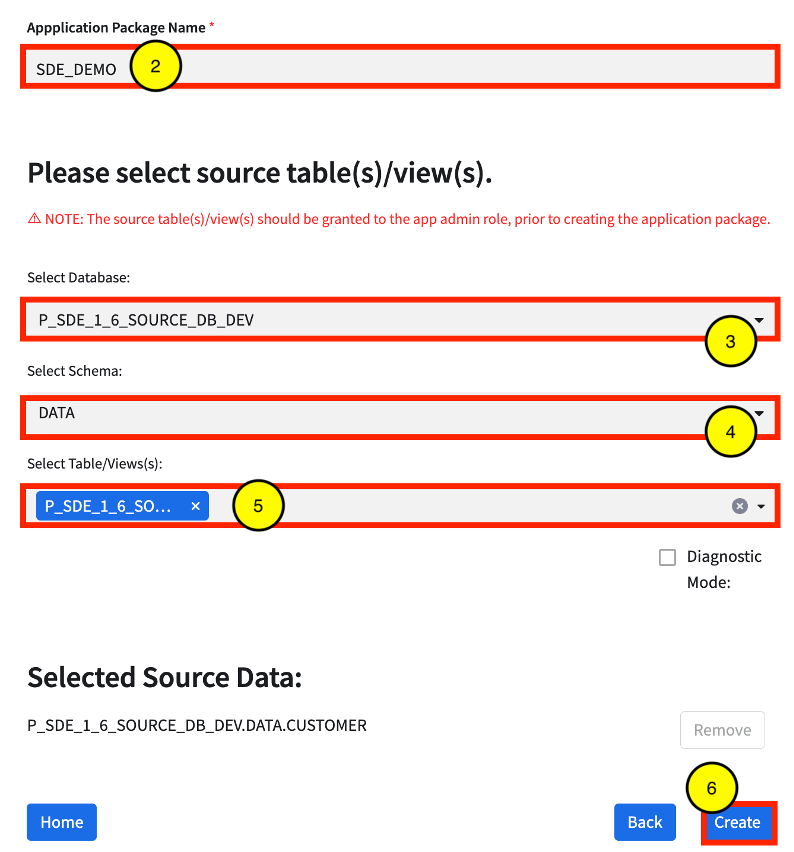 Appplication Package Name *
SDE_DEMO 2
Please select source table(s)/view(s).
⚠ NOTE: The source table(s)/view(s) should be granted to the app admin role, prior to creating the application package.
Select Database:
P_SDE_1_6_SOURCE_DB_DEV
3
Select Schema:
DATA
4
Select Table/Views(s):
P_SDE_1_6_SO... × 5
Diagnostic
Mode:
Selected Source Data:
P_SDE_1_6_SOURCE_DB_DEV.DATA.CUSTOMER
Remove
6
Home Back Create